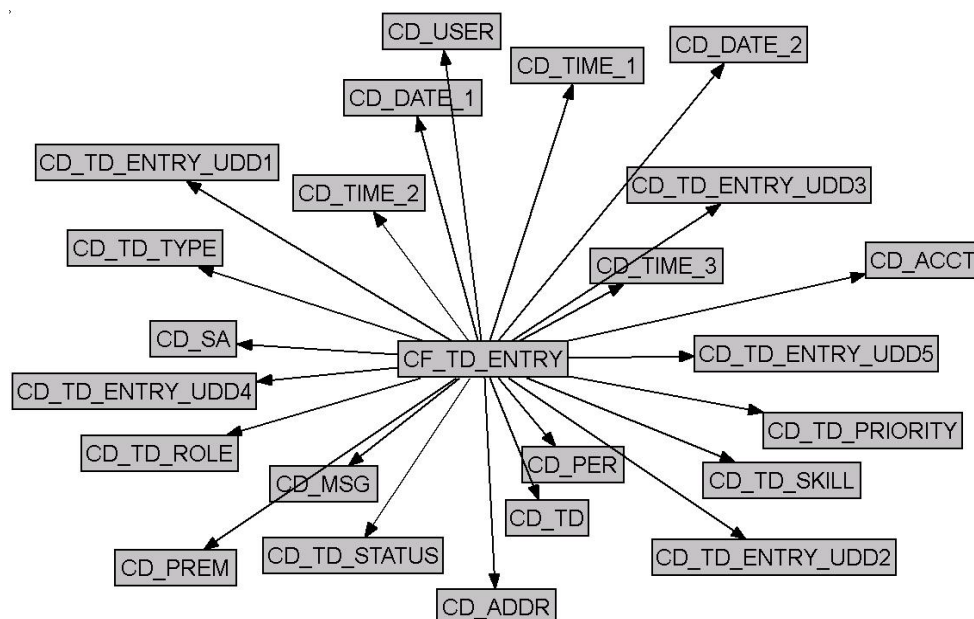 CD_USER
CD_DATE_2
CD_TIME_1
CD_DATE_1
CD_TD_ENTRY_UDD1
CD_TD_ENTRY_UDD3
CD_TIME_2
CD_TD_TYPE
CD_TIME_3
CD_ACCT
CD_SA
CF_TD_ENTRY
CD_TD_ENTRY_UDD5
CD_TD_ENTRY_UDD4
CD_TD_PRIORITY
CD_TD_ROLE
CD_PER
CD_MSG
CD_TD_SKILL
CD_TD
CD_TD_STATUS
CD_TD_ENTRY_UDD2
CD_PREM
CD_ADDR